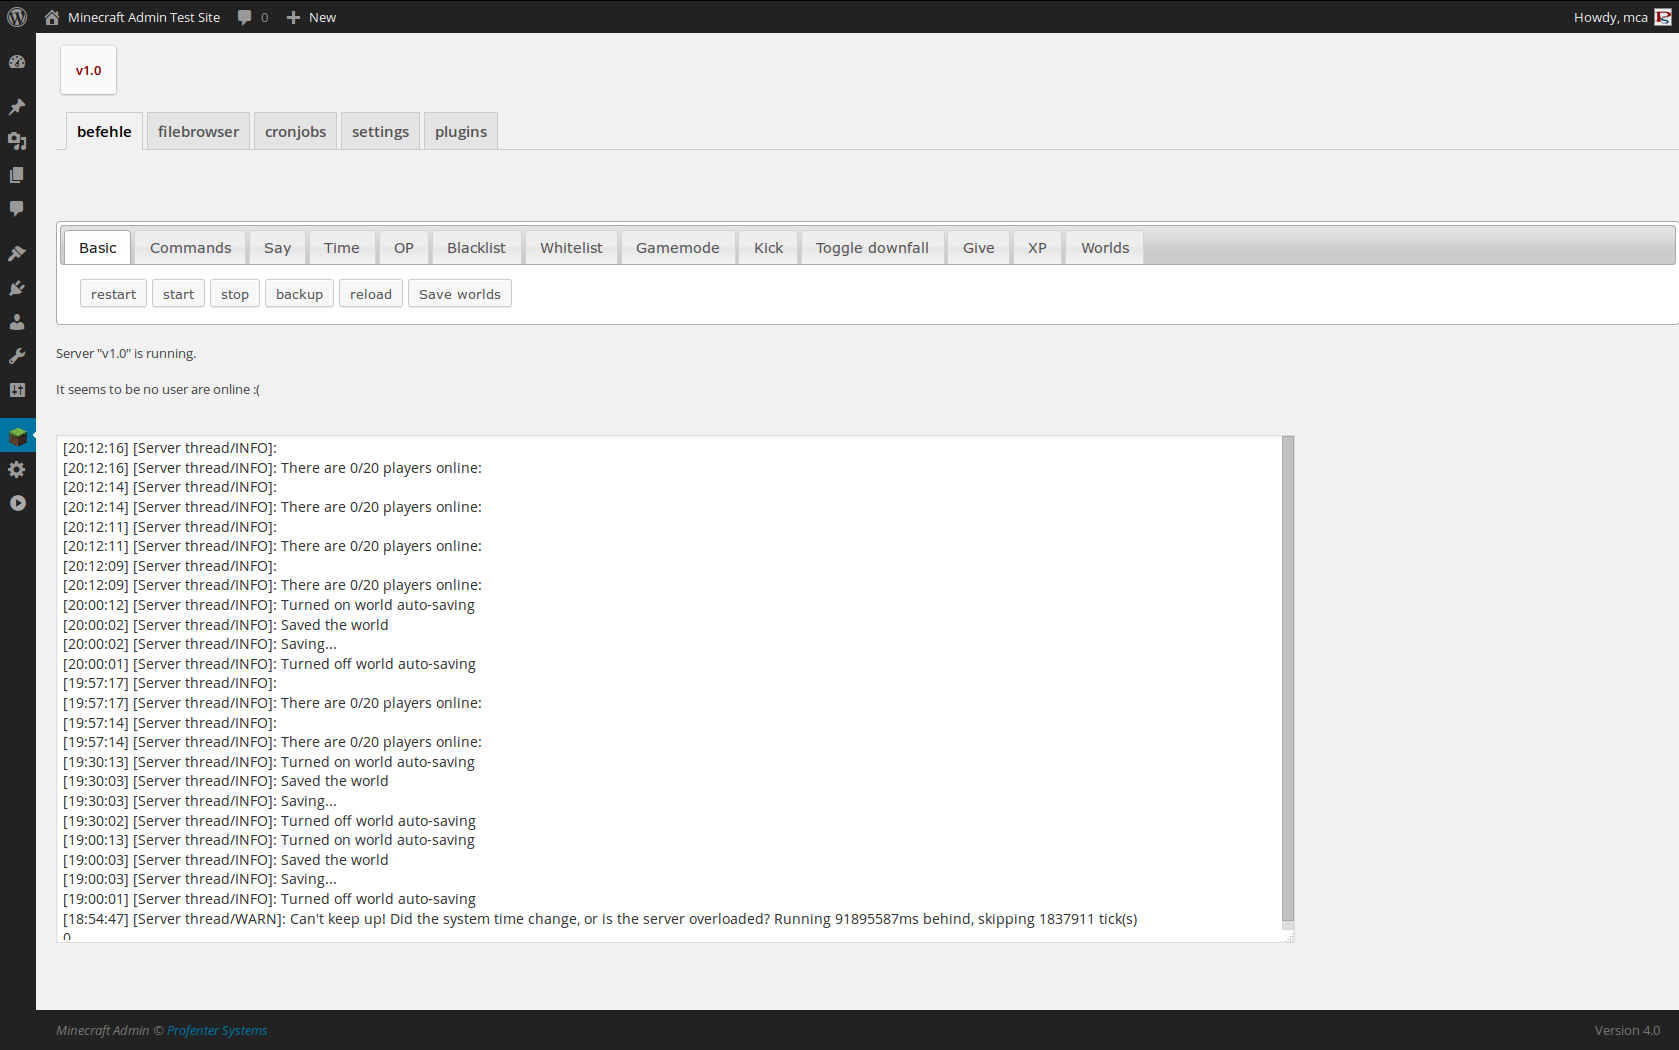 Minecraft Admin Test Site 0 New Howdy, mca
v1.0
befehle filebrowser cronjobs settings plugins
Basic Commands Say Time OP Blacklist Whitelist Gamemode Kick Toggle downfall Give XP Worlds
restart start stop backup reload Save worlds
Server "v1.0" is running.
It seems to be no user are online :(
[20:12:16] [Server thread/INFO]:
[20:12:16] [Server thread/INFO]: There are 0/20 players online:
[20:12:14] [Server thread/INFO]:
[20:12:14] [Server thread/INFO]: There are 0/20 players online:
[20:12:11] [Server thread/INFO]:
[20:12:11] [Server thread/INFO]: There are 0/20 players online:
[20:12:09] [Server thread/INFO]:
[20:12:09] [Server thread/INFO]: There are 0/20 players online:
[20:00:12] [Server thread/INFO]: Turned on world auto-saving
[20:00:02] [Server thread/INFO]: Saved the world
[20:00:02] [Server thread/INFO]: Saving...
[20:00:01] [Server thread/INFO]: Turned off world auto-saving
[19:57:17] [Server thread/INFO]:
[19:57:17] [Server thread/INFO]: There are 0/20 players online:
[19:57:14] [Server thread/INFO]:
[19:57:14] [Server thread/INFO]: There are 0/20 players online:
[19:30:13] [Server thread/INFO]: Turned on world auto-saving
[19:30:03] [Server thread/INFO]: Saved the world
[19:30:03] [Server thread/INFO]: Saving...
[19:30:02] [Server thread/INFO]: Turned off world auto-saving
[19:00:13] [Server thread/INFO]: Turned on world auto-saving
[19:00:03] [Server thread/INFO]: Saved the world
[19:00:03] [Server thread/INFO]: Saving...
[19:00:01] [Server thread/INFO]: Turned off world auto-saving
[18:54:47] [Server thread/WARN]: Can't keep up! Did the system time change, or is the server overloaded? Running 91895587ms behind, skipping 1837911 tick(s)
Minecraft Admin © Profenter Systems Version 4.0